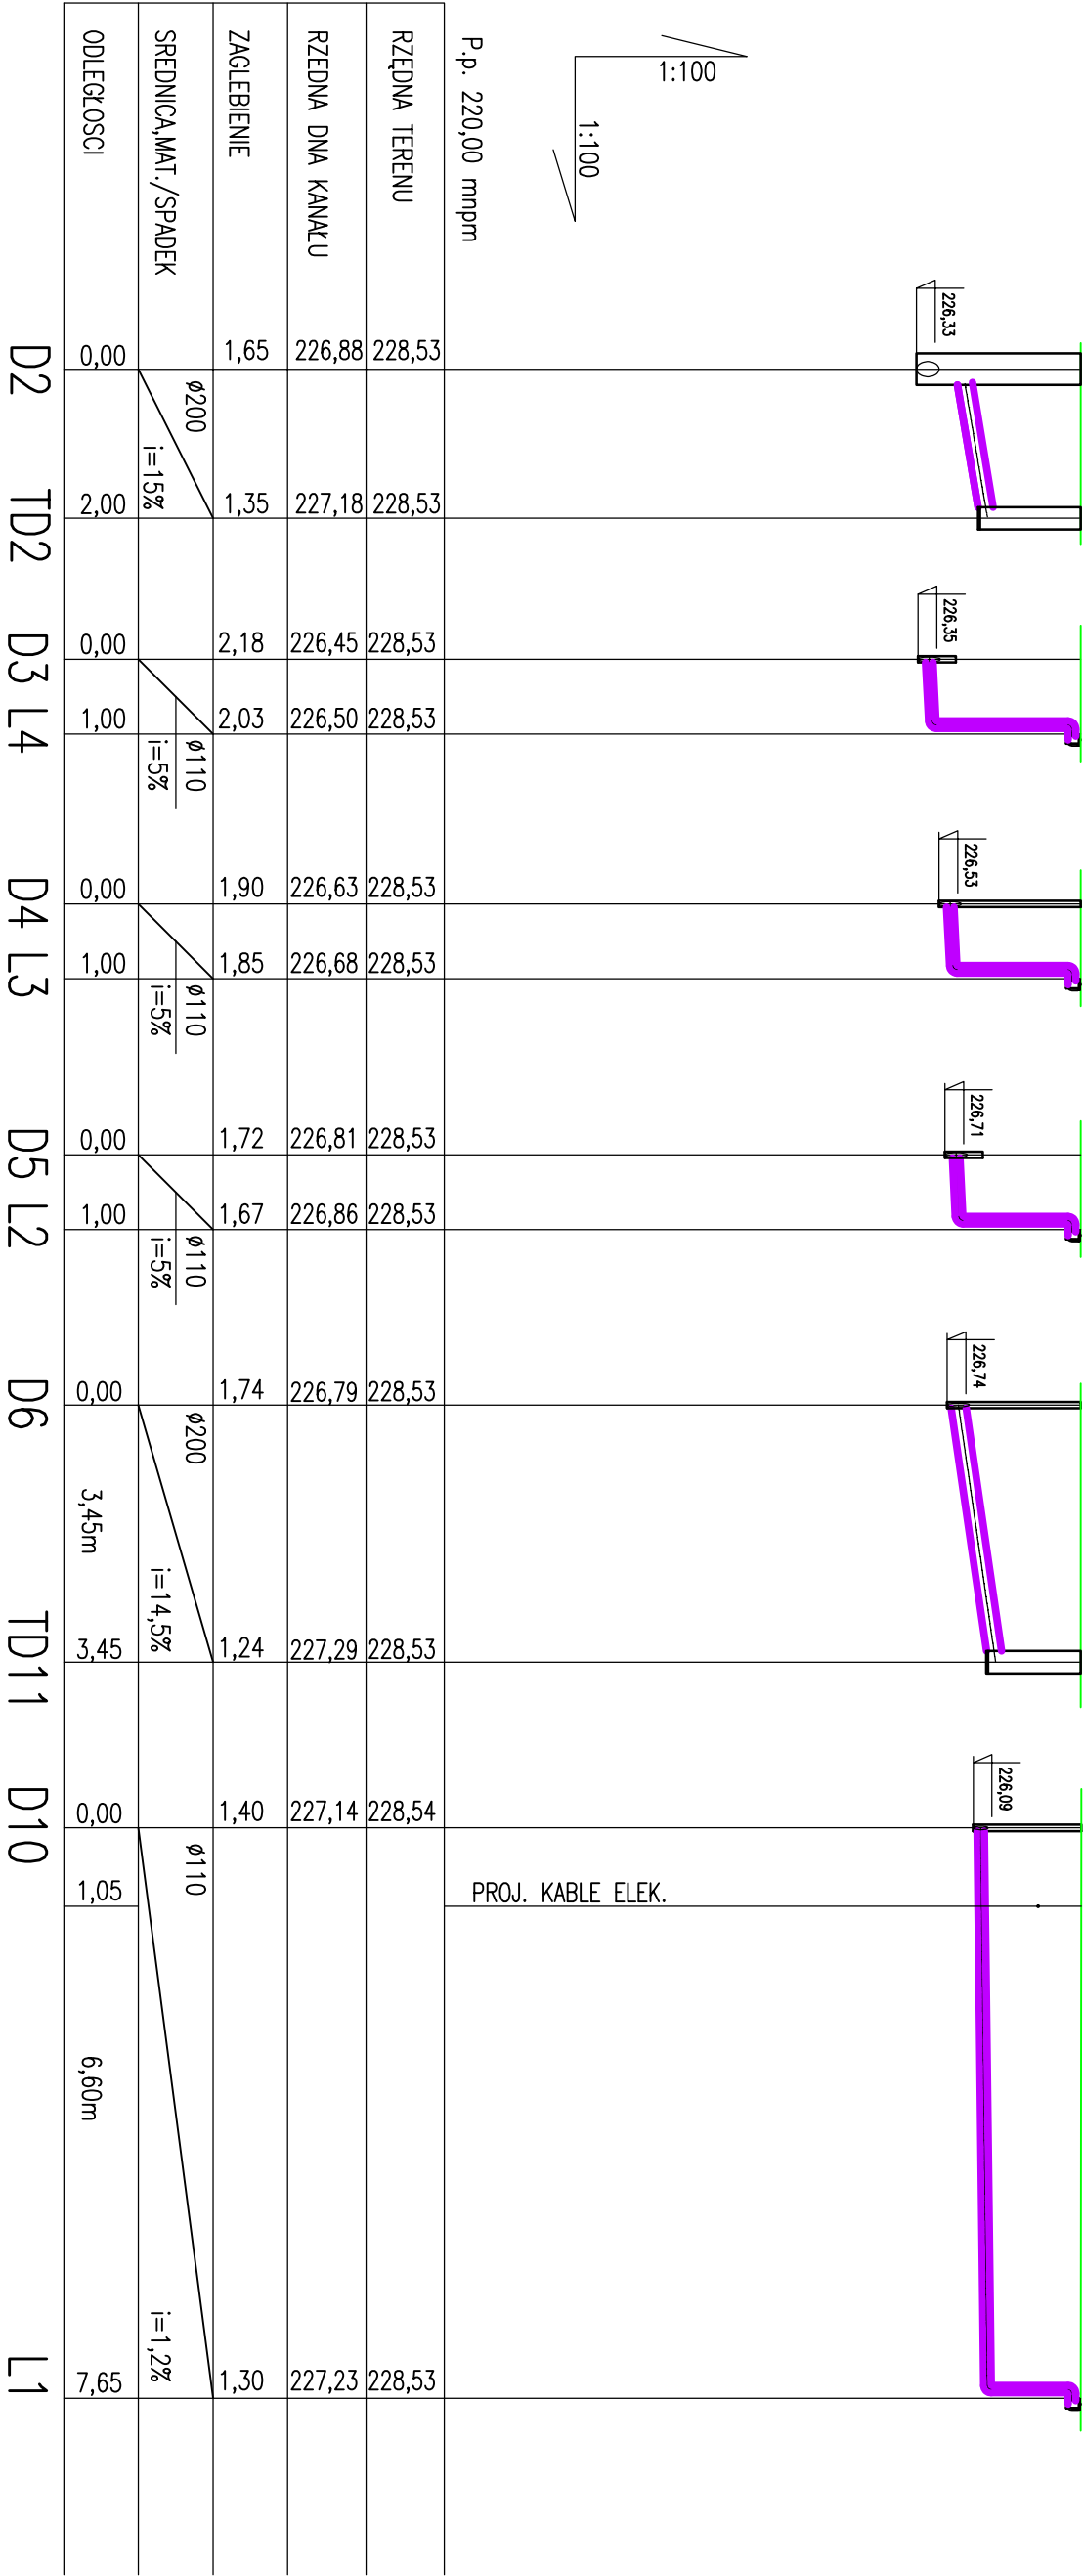 226,33
226,35
226,53
226,71
226,74
226,09
1:100
1:100
P.p. 220,00 mnpm
PROJ. KABLE ELEK.
RZĘDNA TERENU 228,53 228,53 228,53 228,53 228,53 228,53 228,53 228,53 228,53 228,53 228,54 228,53
RZEDNA DNA KANAŁU 226,88 227,18 226,45 226,50 226,63 226,68 226,81 226,86 226,79 227,29 227,14 227,23
ZAGLEBIENIE 1,65 1,35 2,18 2,03 1,90 1,85 1,72 1,67 1,74 1,24 1,40 1,30
SREDNICA,MAT./SPADEK
ø200 ø110 ø110 ø110 ø200 ø110
i=15% i=5% i=5% i=5% i=14,5% i=1,2%
ODLEGŁOSCI 0,00 2,00 0,00 1,00 0,00 1,00 0,00 1,00 0,00 3,45m 3,45 0,00 1,05 6,60m 7,65
D2 TD2 D3 L4 D4 L3 D5 L2 D6 TD11 D10 L1